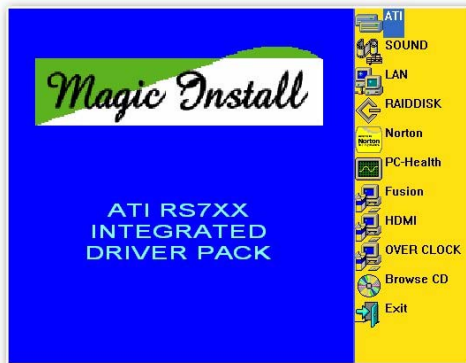 Magic Install
ATI RS7XX
INTEGRATED
DRIVER PACK
ATI
SOUND
LAN
RAIDDISK
Norton
Norton
PC-Health
Fusion
HDMI
OVER CLOCK
Browse CD
Exit